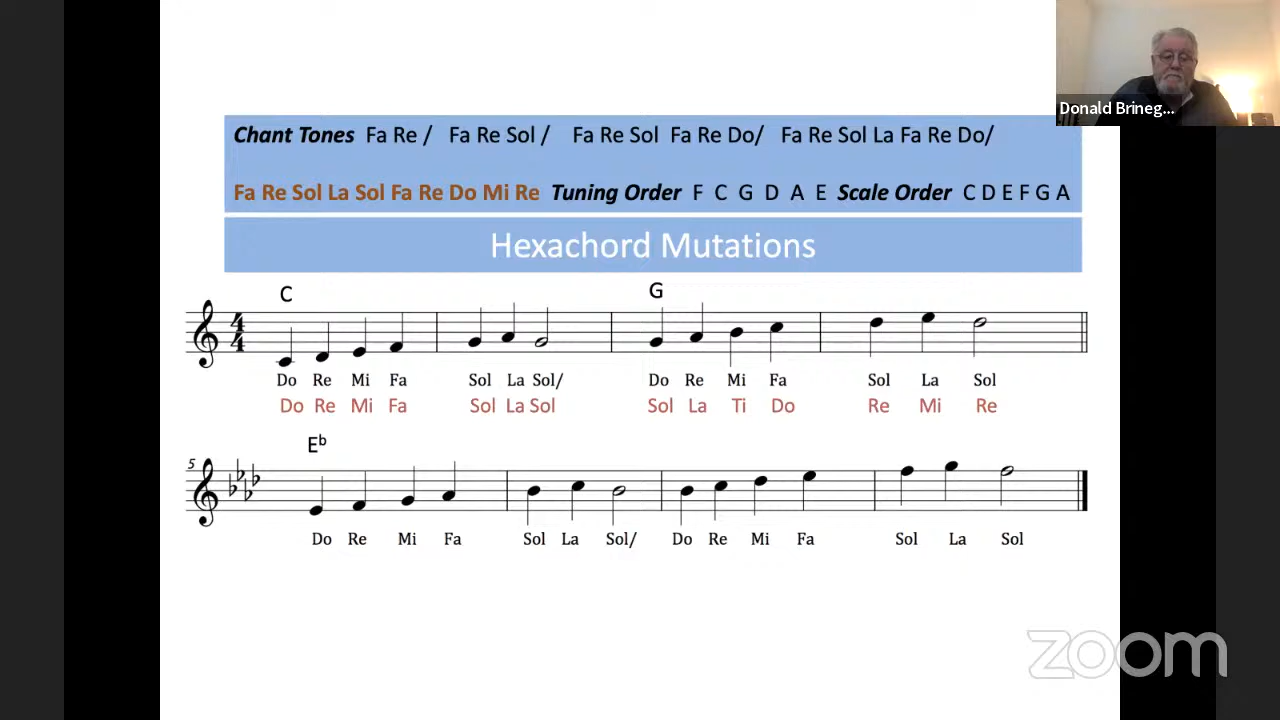 Donald Brineg...
Chant Tones Fa Re / Fa Re Sol / Fa Re Sol Fa Re Do/ Fa Re Sol La Fa Re Do/
Fa Re Sol La Sol Fa Re Do Mi Re Tuning Order F C G D A E Scale Order C D E F G A
Hexachord Mutations
C G
4
4
Do Re Mi Fa Sol La Sol/ Do Re Mi Fa Sol La Sol
Do Re Mi Fa Sol La Sol Sol La Ti Do Re Mi Re
E♭
5
Do Re Mi Fa Sol La Sol/ Do Re Mi Fa Sol La Sol
zoom